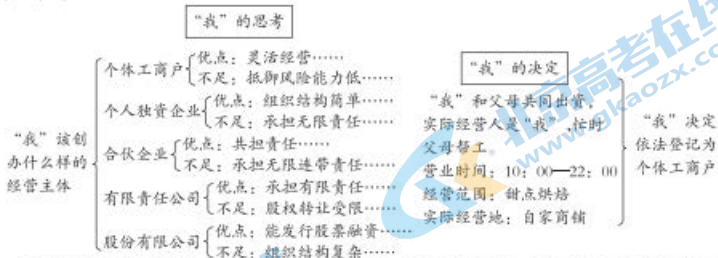 “我”的思考
“我”该创
办什么样的
经营主体
个体工商户
优点：灵活经营……
不足：抵御风险能力低……
个人独资企业
优点：组织结构简单……
不足：承担无限责任……
合伙企业
优点：共担责任……
不足：承担无限连带责任……
有限责任公司
优点：承担有限责任……
不足：股权转让受限……
股份有限公司
优点：能发行股票融资……
不足：组织结构复杂……
“我”的决定
“我”和父母共同出资，
实际经营人是“我”，忙时
父母帮工。
营业时间：10：00—22：00
经营范围：甜点烘焙
实际经营地：自家商铺
“我”决定
依法登记为
个体工商户
北京高考在线
www.gkaozx.com